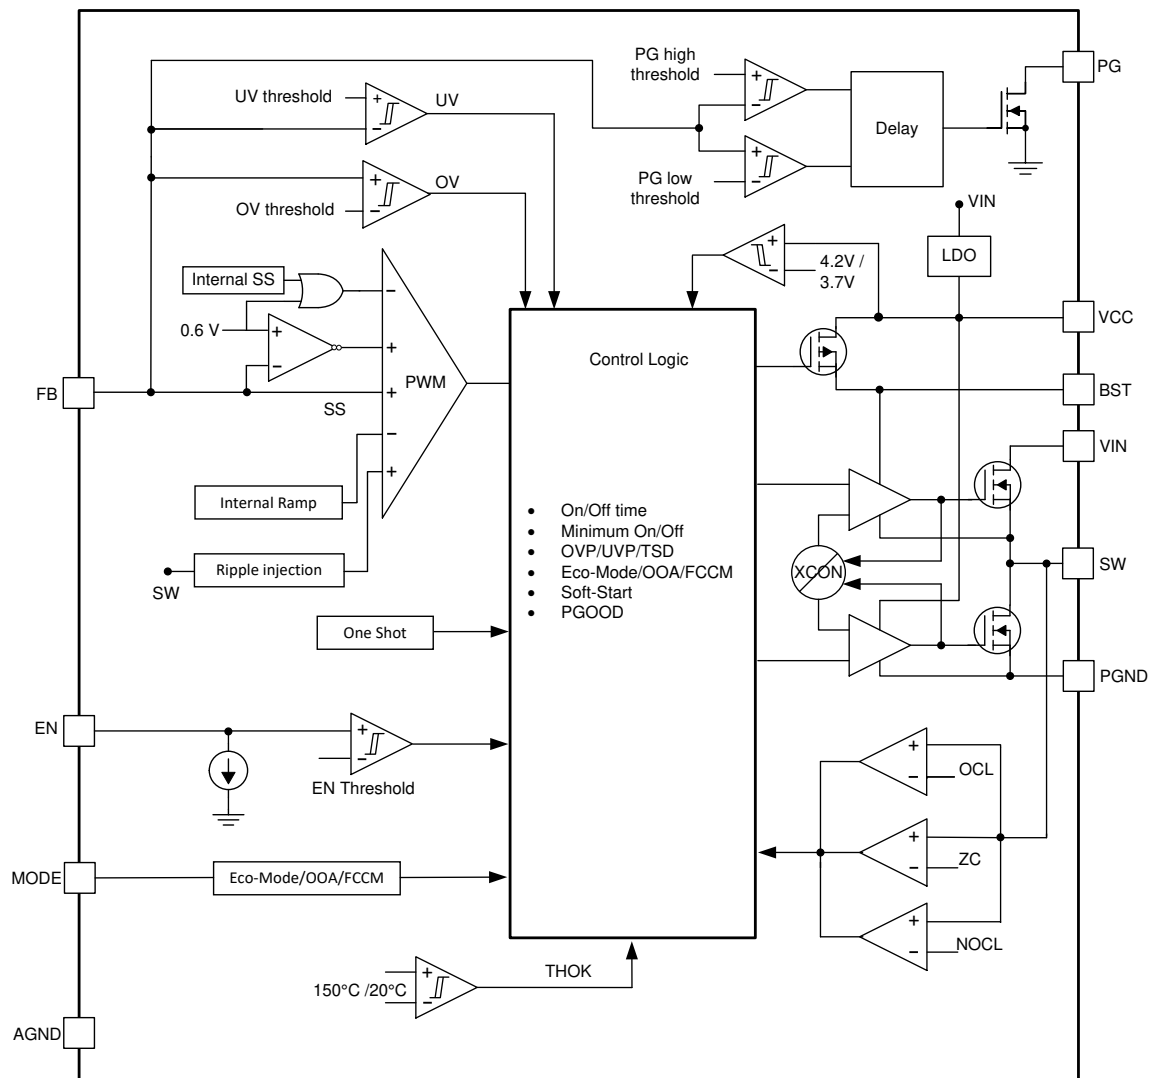 PG high
threshold
PG
UV threshold
+
−
UV
+
−
Delay
+
−
PG low
threshold
+
−
OV
OV threshold
VIN
LDO
+
−
4.2V /
3.7V
Internal SS
−
0.6 V
+
−
+
PWM
FB
SS
+
−
+
Internal Ramp
Ripple injection
SW
Control Logic
• On/Off time
• Minimum On/Off
• OVP/UVP/TSD
• Eco-Mode/OOA/FCCM
• Soft-Start
• PGOOD
VCC
BST
VIN
XCON
SW
PGND
One Shot
EN
+
−
EN Threshold
MODE
Eco-Mode/OOA/FCCM
+
−
OCL
+
−
ZC
+
−
NOCL
150°C /20°C
+
−
THOK
AGND